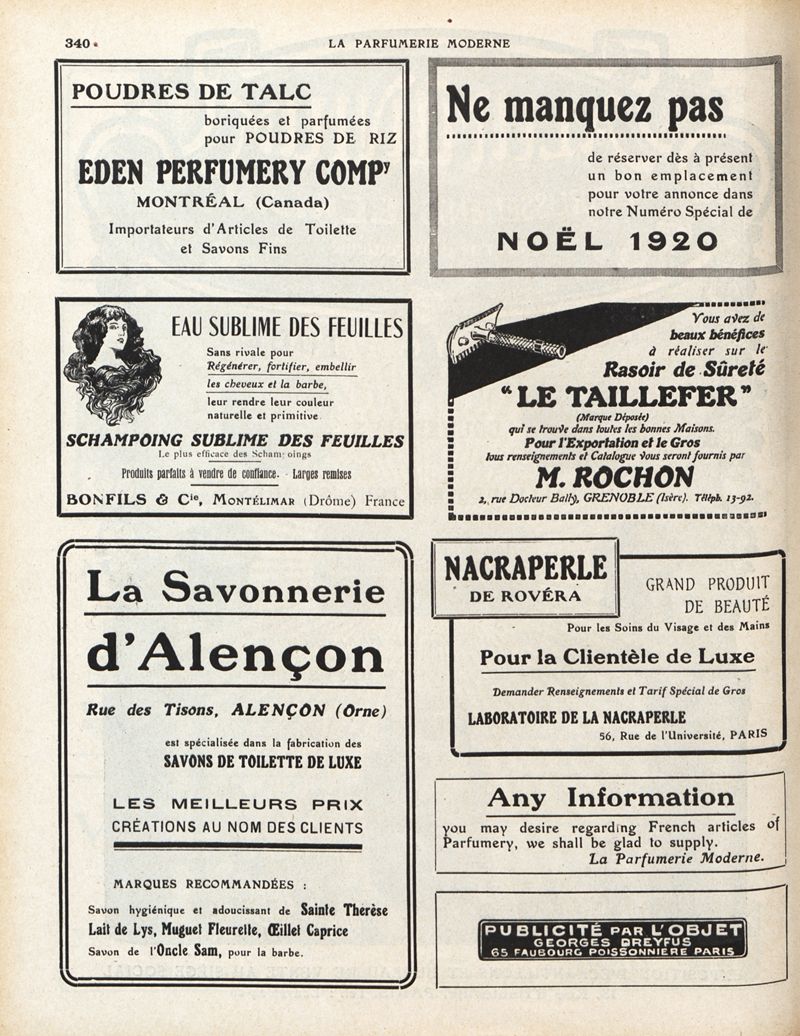 340
LA PARFUMERIE MODERNE
POUDRES DE TALC
boriquées et parfumées
pour POUDRES DE RIZ
EDEN PERFUMERY COMPy
MONTRÉAL (Canada)
Importateurs d'Articles de Toilette
et Savons Fins
Ne manquez pas
de réserver dès à présent
un bon emplacement
pour votre annonce dans
notre Numéro Spécial de
NOËL 1920
EAU SUBLIME DES FEUILLES
Sans rivale pour
Régénérer, fortifier, embellir
les cheveux et la barbe,
leur rendre leur couleur
naturelle et primitive
SCHAMPOING SUBLIME DES FEUILLES
Le plus efficace des Schampoings
Produits parfaits à vendre de confiance. - Larges remises
BONFILS & Cie, MONTÉLIMAR (Drôme) France
Vous avez de
beaux bénéfices
à réaliser sur le
Rasoir de Sûreté
"LE TAILLEFER"
(Marque Déposée)
qui se trouve dans toutes les bonnes Maisons.
Pour l'Exportation et le Gros
tous renseignements et Catalogue vous seront fournis par
M. ROCHON
2, rue Docteur Bally, GRENOBLE (Isère). Téléph. 13-92.
La Savonnerie
d'Alençon
Rue des Tisons, ALENÇON (Orne)
est spécialisée dans la fabrication des
SAVONS DE TOILETTE DE LUXE
LES MEILLEURS PRIX
CRÉATIONS AU NOM DES CLIENTS
MARQUES RECOMMANDÉES :
Savon hygiénique et adoucissant de Sainte Thérèse
Lait de Lys, Muguet Fleurette, Œillet Caprice
Savon de l'Oncle Sam, pour la barbe.
NACRAPERLE
DE ROVÉRA
GRAND PRODUIT
DE BEAUTÉ
Pour les Soins du Visage et des Mains
Pour la Clientèle de Luxe
Demander Renseignements et Tarif Spécial de Gros
LABORATOIRE DE LA NACRAPERLE
56, Rue de l'Université, PARIS
Any Information
you may desire regarding French articles of
Parfumery, we shall be glad to supply.
La Parfumerie Moderne.
PUBLICITÉ PAR L'OBJET
GEORGES DREYFUS
65 FAUBOURG POISSONNIERE PARIS